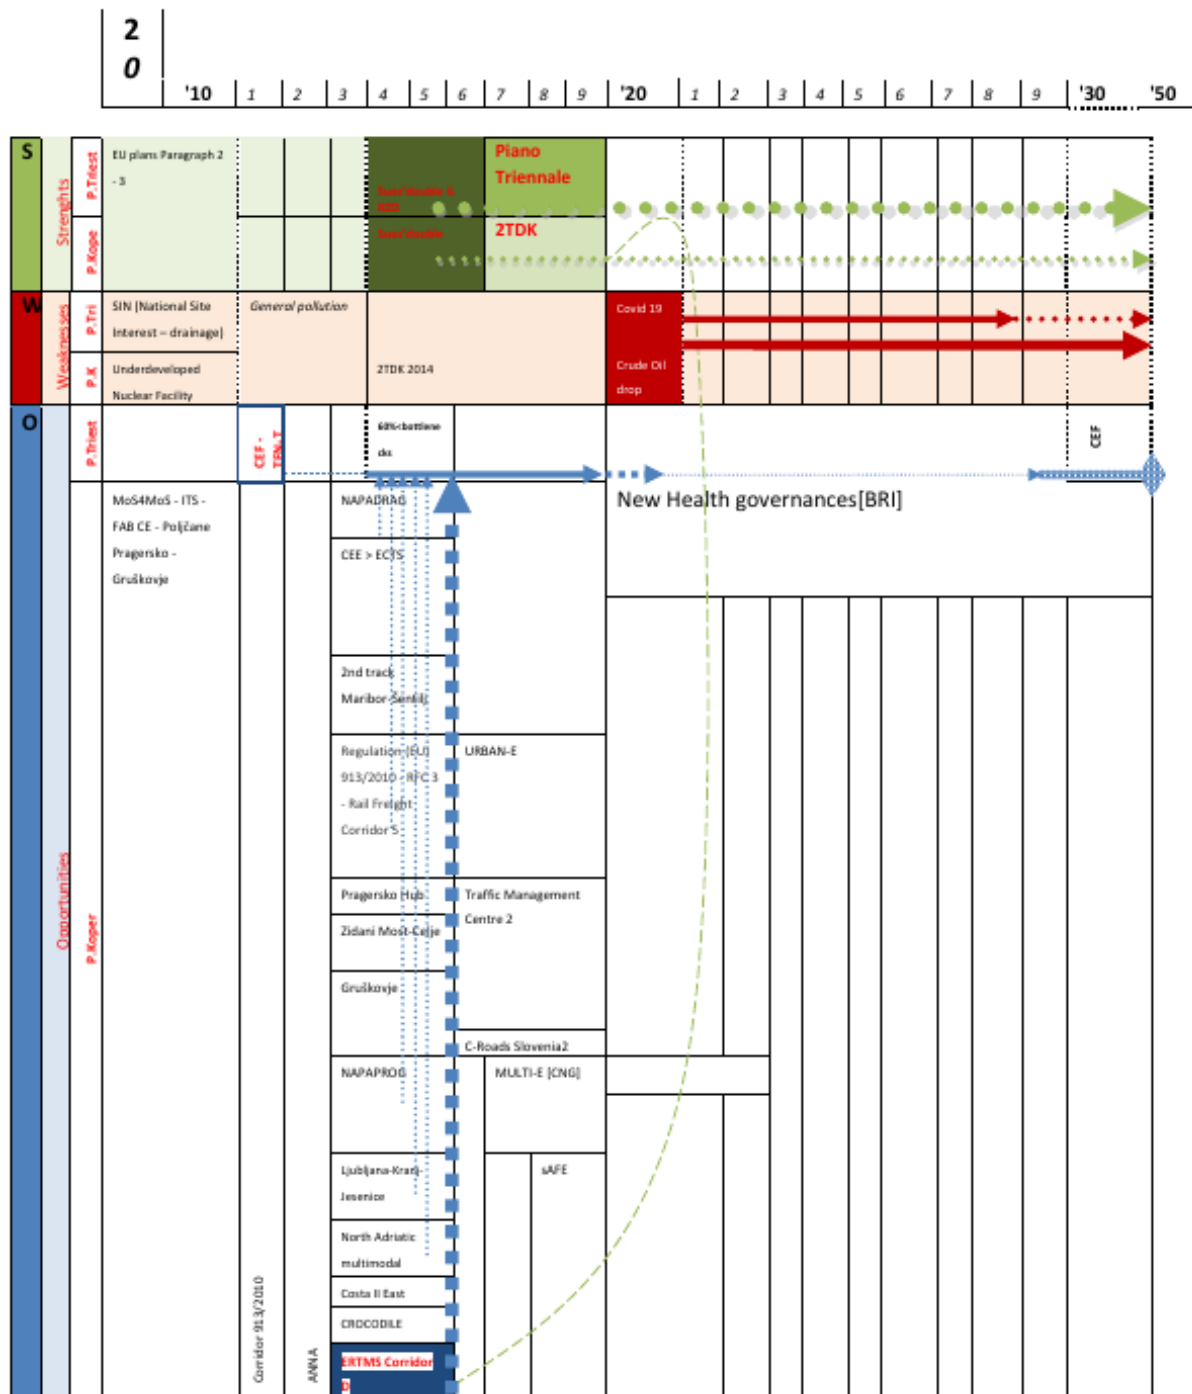 2
0
'10 1 2 3 4 5 6 7 8 9 '20 1 2 3 4 5 6 7 8 9 '30 '50
S
Strenghts
P.Triest
EU plans Paragraph 2
- 3
Piano
Triennale
P.Kope
2TDK
W
Weaknesses
P.Tri
SIN [National Site
Interest – drainage]
General pollution
Covid 19
P.K
Underdeveloped
Nuclear Facility
2TDK 2014
Crude Oil
drop
O
Opportunities
P.Triest
CEF -
TEN-T
60%<bottlene
cks
CEF
P.Koper
MoS4MoS - ITS -
FAB CE - Poljčane
Pragersko -
Gruškovje
Corridor 913/2010
ANNA
NAPADRAG
CEE > ECTS
2nd track
Maribor-Šentilj
Regulation (EU)
913/2010 - RFC 3
- Rail Freight
Corridor 5
Pragersko Hub
Zidani Most-Celje
Gruškovje
NAPAPROG
Ljubljana-Kranj-
Jesenice
North Adriatic
multimodal
Costa II East
CROCODILE
ERTMS Corridor
D
URBAN-E
Traffic Management
Centre 2
C-Roads Slovenia2
MULTI-E [CNG]
sAFE
New Health governances[BRI]